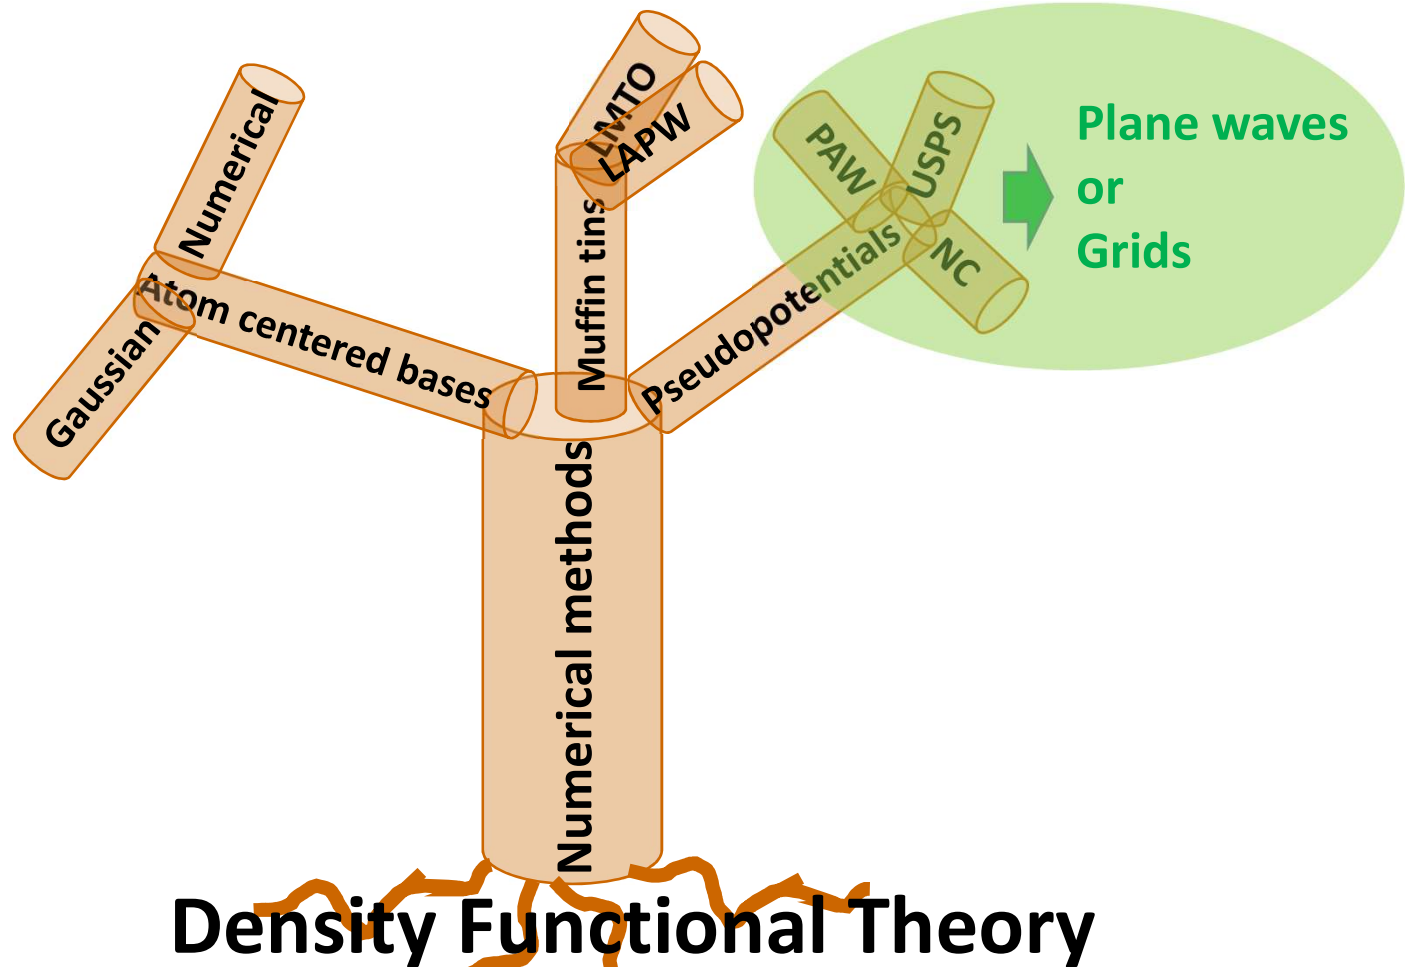 LMTO
LAPW
Numerical
PAW
USPS
Plane waves
or
Grids
NC
Muffin tins
Atom centered bases
Pseudopotentials
Gaussian
Numerical methods
Density Functional Theory